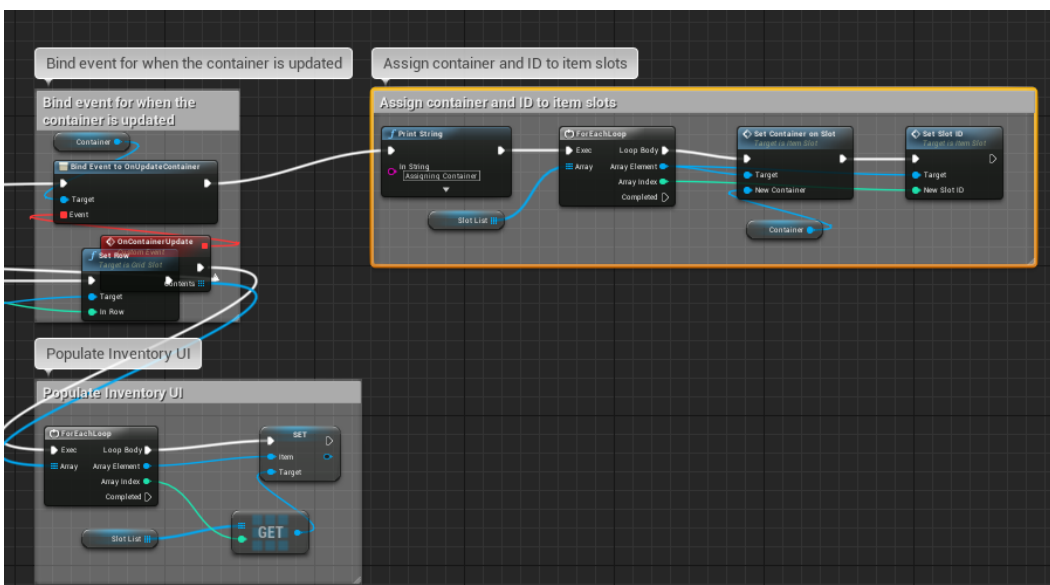 Bind event for when the container is updated
Assign container and ID to item slots
Bind event for when the
container is updated
Container
Bind Event to OnUpdateContainer
Target
Event
OnContainerUpdate
Custom Event
Set Row
Target is Grid Slot
Contents
Target
In Row
Assign container and ID to item slots
Print String
In String
Assigning Container
Slot List
ForEachLoop
Exec
Loop Body
Array
Array Element
Array Index
Completed
Set Container on Slot
Target is Item Slot
Target
New Container
Container
Set Slot ID
Target is Item Slot
Target
New Slot ID
Populate Inventory UI
Populate Inventory UI
ForEachLoop
Exec
Loop Body
Array
Array Element
Array Index
Completed
Slot List
SET
Item
Target
GET